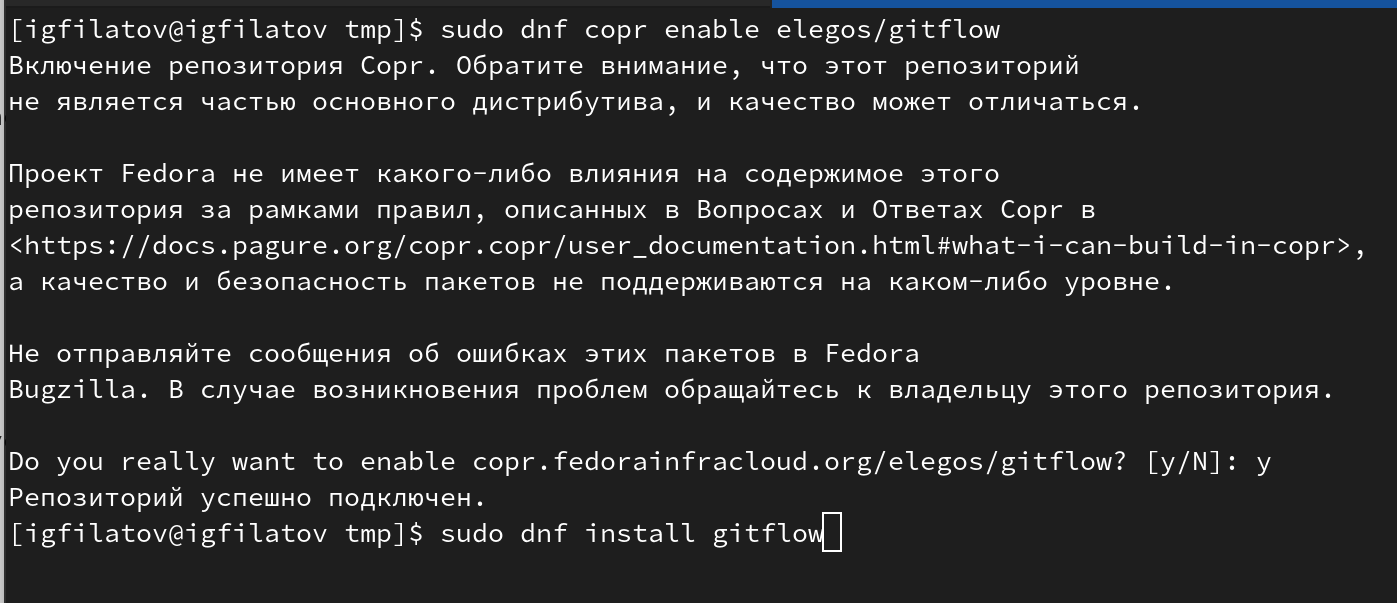 [igfilatov@igfilatov tmp]$ sudo dnf copr enable elegos/gitflow
Включение репозитория Copr. Обратите внимание, что этот репозиторий
не является частью основного дистрибутива, и качество может отличаться.
Проект Fedora не имеет какого-либо влияния на содержимое этого
репозитория за рамками правил, описанных в Вопросах и Ответах Copr в
<https://docs.pagure.org/copr.copr/user_documentation.html#what-i-can-build-in-copr>,
а качество и безопасность пакетов не поддерживаются на каком-либо уровне.
Не отправляйте сообщения об ошибках этих пакетов в Fedora
Bugzilla. В случае возникновения проблем обращайтесь к владельцу этого репозитория.
Do you really want to enable copr.fedorainfracloud.org/elegos/gitflow? [y/N]: y
Репозиторий успешно подключен.
[igfilatov@igfilatov tmp]$ sudo dnf install gitflow